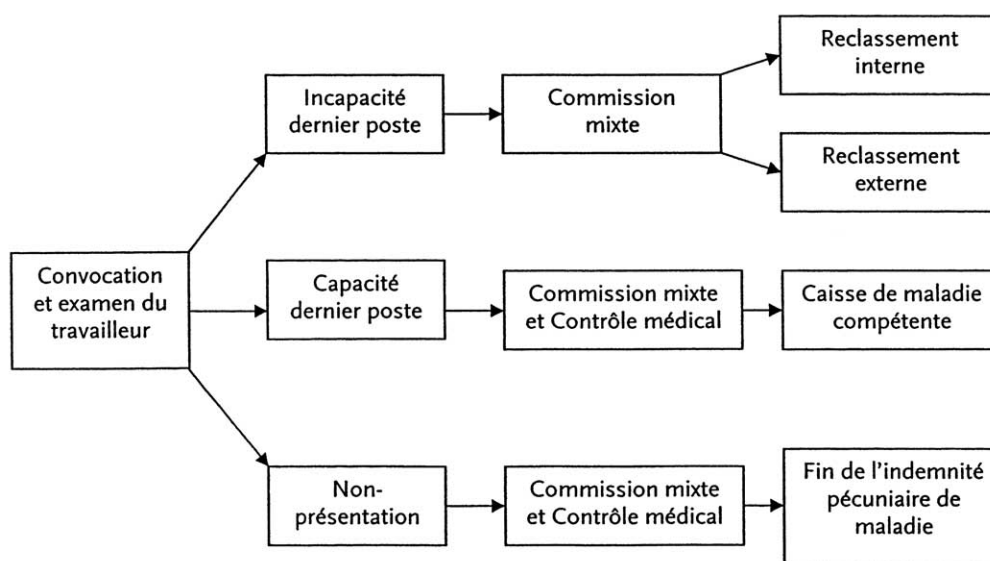 Reclassement
interne
Incapacité
dernier poste
Commission
mixte
Reclassement
externe
Convocation
et examen du
travailleur
Capacité
dernier poste
Commission mixte
et Contrôle médical
Caisse de maladie
compétente
Non-
présentation
Commission mixte
et Contrôle médical
Fin de l'indemnité
pécuniaire de
maladie